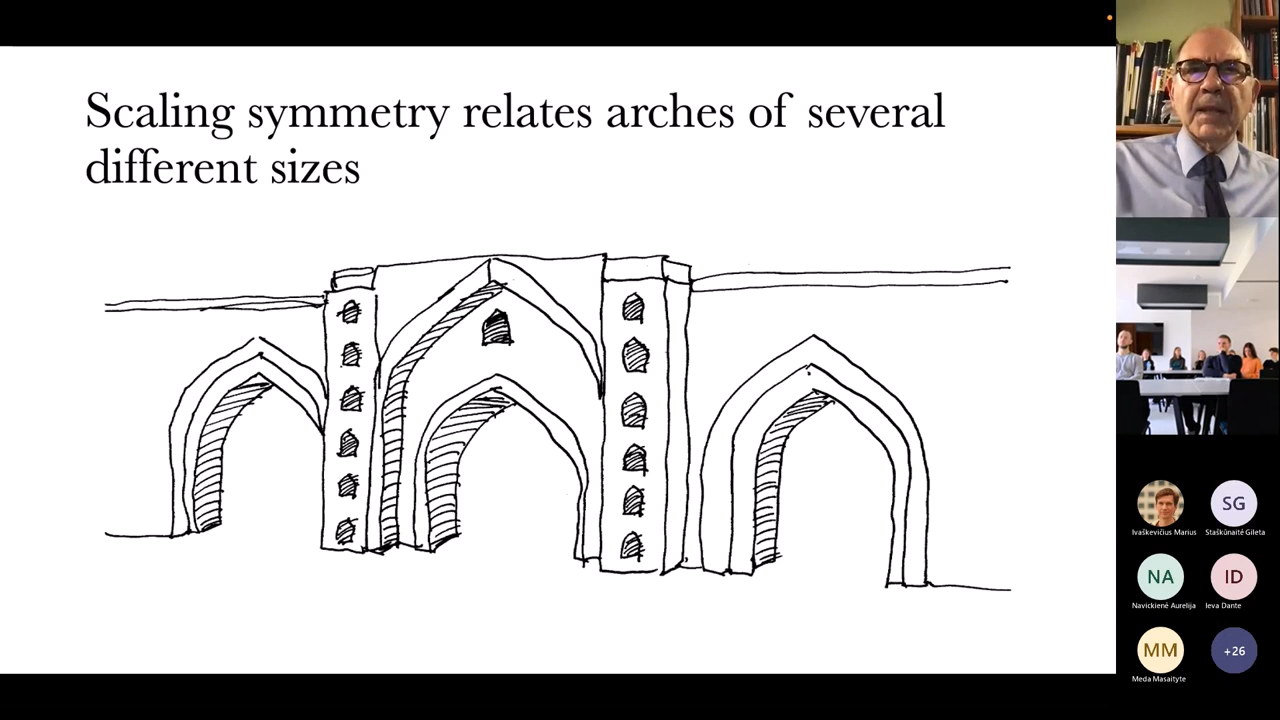 Scaling symmetry relates arches of several
different sizes
Ivaškevičius Marius
SG
Staškūnaitė Gileta
NA
Navickienė Aurelija
ID
Ieva Dante
MM
Meda Masaityte
+26